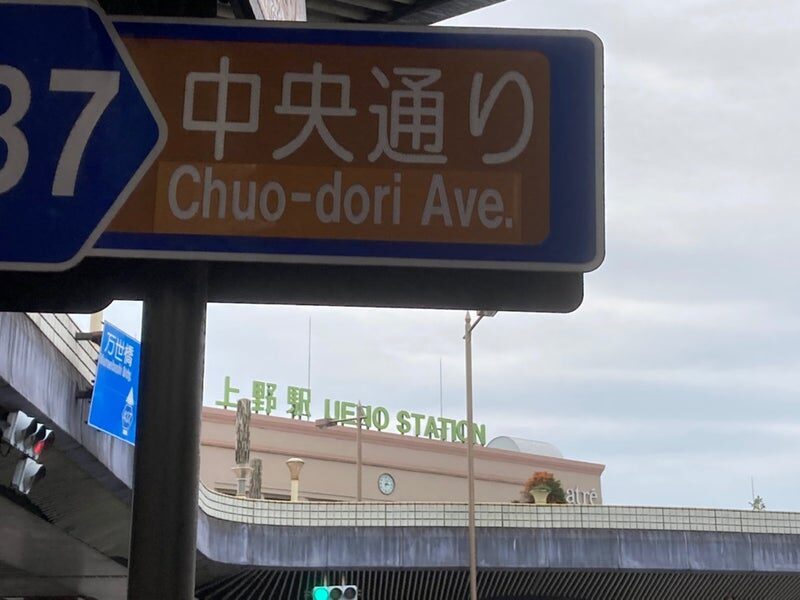 37
中央通り
Chuo-dori Ave.
万世橋
上野駅 UENO STATION
atré